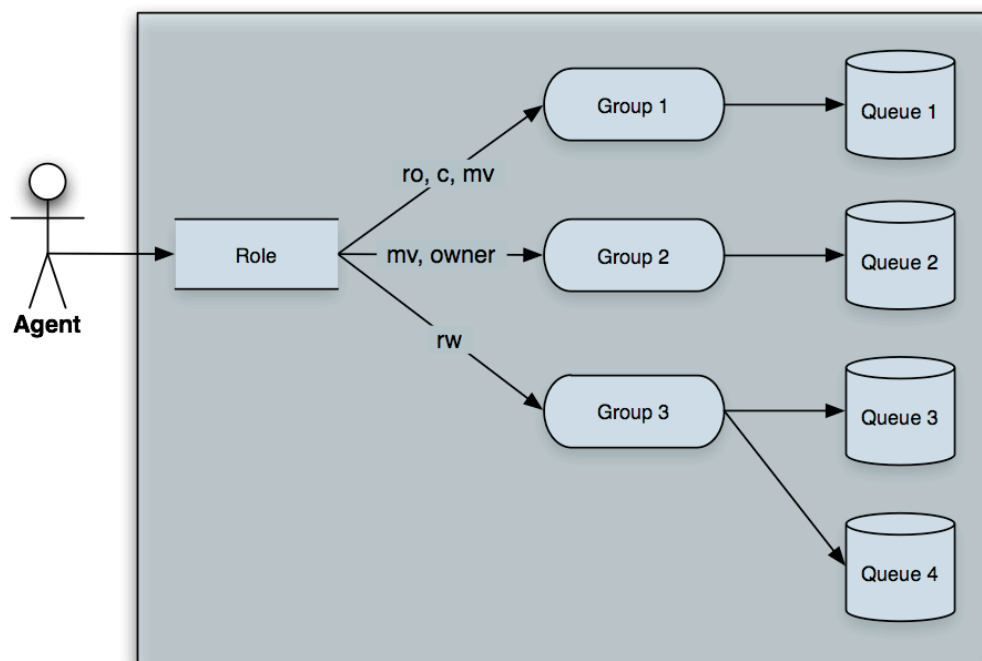 Group 1
Queue 1
ro, c, mv
Role
mv, owner
Group 2
Queue 2
Agent
rw
Group 3
Queue 3
Queue 4